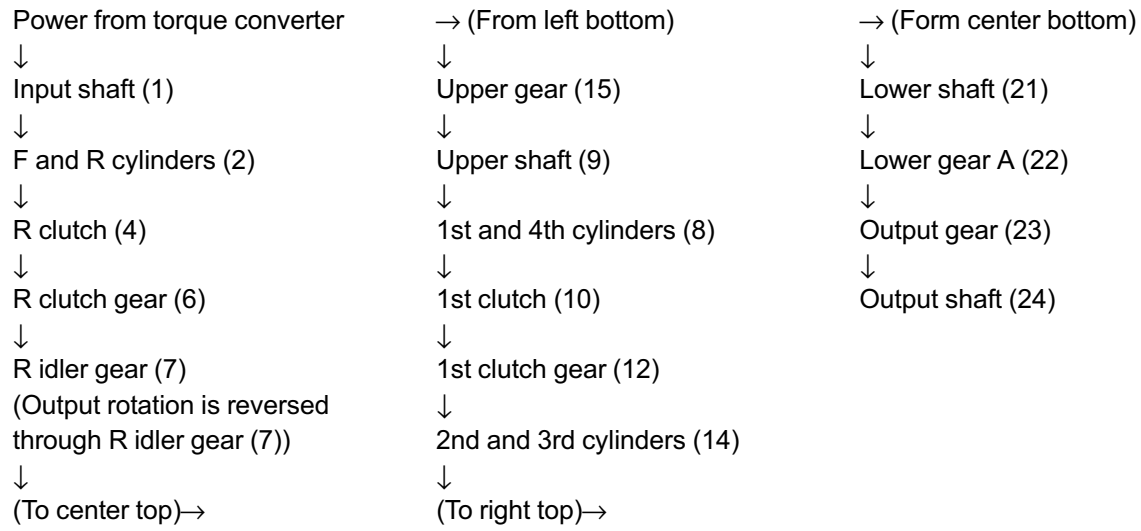 Power from torque converter
↓
Input shaft (1)
↓
F and R cylinders (2)
↓
R clutch (4)
↓
R clutch gear (6)
↓
R idler gear (7)
(Output rotation is reversed
through R idler gear (7))
↓
(To center top)→
→ (From left bottom)
↓
Upper gear (15)
↓
Upper shaft (9)
↓
1st and 4th cylinders (8)
↓
1st clutch (10)
↓
1st clutch gear (12)
↓
2nd and 3rd cylinders (14)
↓
(To right top)→
→ (Form center bottom)
↓
Lower shaft (21)
↓
Lower gear A (22)
↓
Output gear (23)
↓
Output shaft (24)